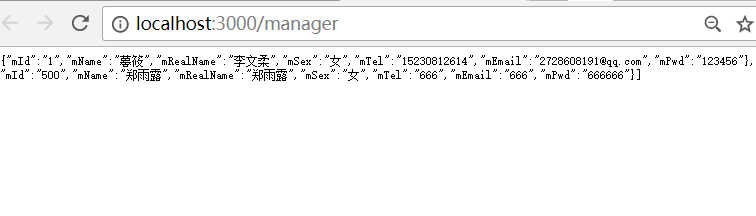 localhost:3000/manager
{"mId":"1","mName":"萼筱","mRealName":"李文柔","mSex":"女","mTel":"15230812614","mEmail":"2728608191@qq.com","mPwd":"123456"},
"mId":"500","mName":"郑雨露","mRealName":"郑雨露","mSex":"女","mTel":"666","mEmail":"666","mPwd":"666666"}]